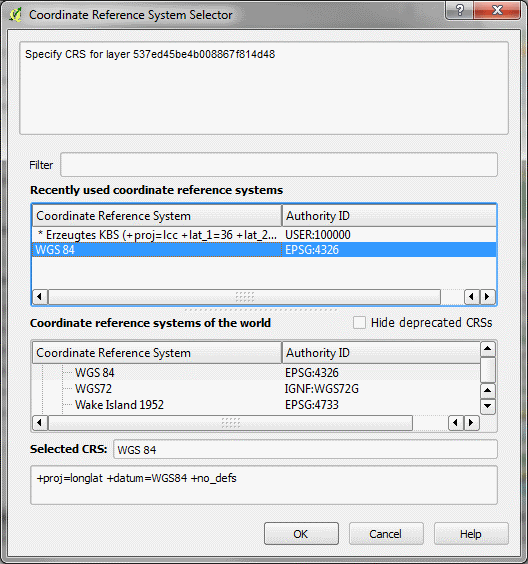 Coordinate Reference System Selector
Specify CRS for layer 537ed45be4b008867f814d48
Filter
Recently used coordinate reference systems
Coordinate Reference System Authority ID
* Erzeugtes KBS (+proj=lcc +lat_1=36 +lat_2... USER:100000
WGS 84 EPSG:4326
Coordinate reference systems of the world Hide deprecated CRSs
Coordinate Reference System Authority ID
WGS 84 EPSG:4326
WGS72 IGNF:WGS72G
Wake Island 1952 EPSG:4733
Selected CRS: WGS 84
+proj=longlat +datum=WGS84 +no_defs
OK Cancel Help